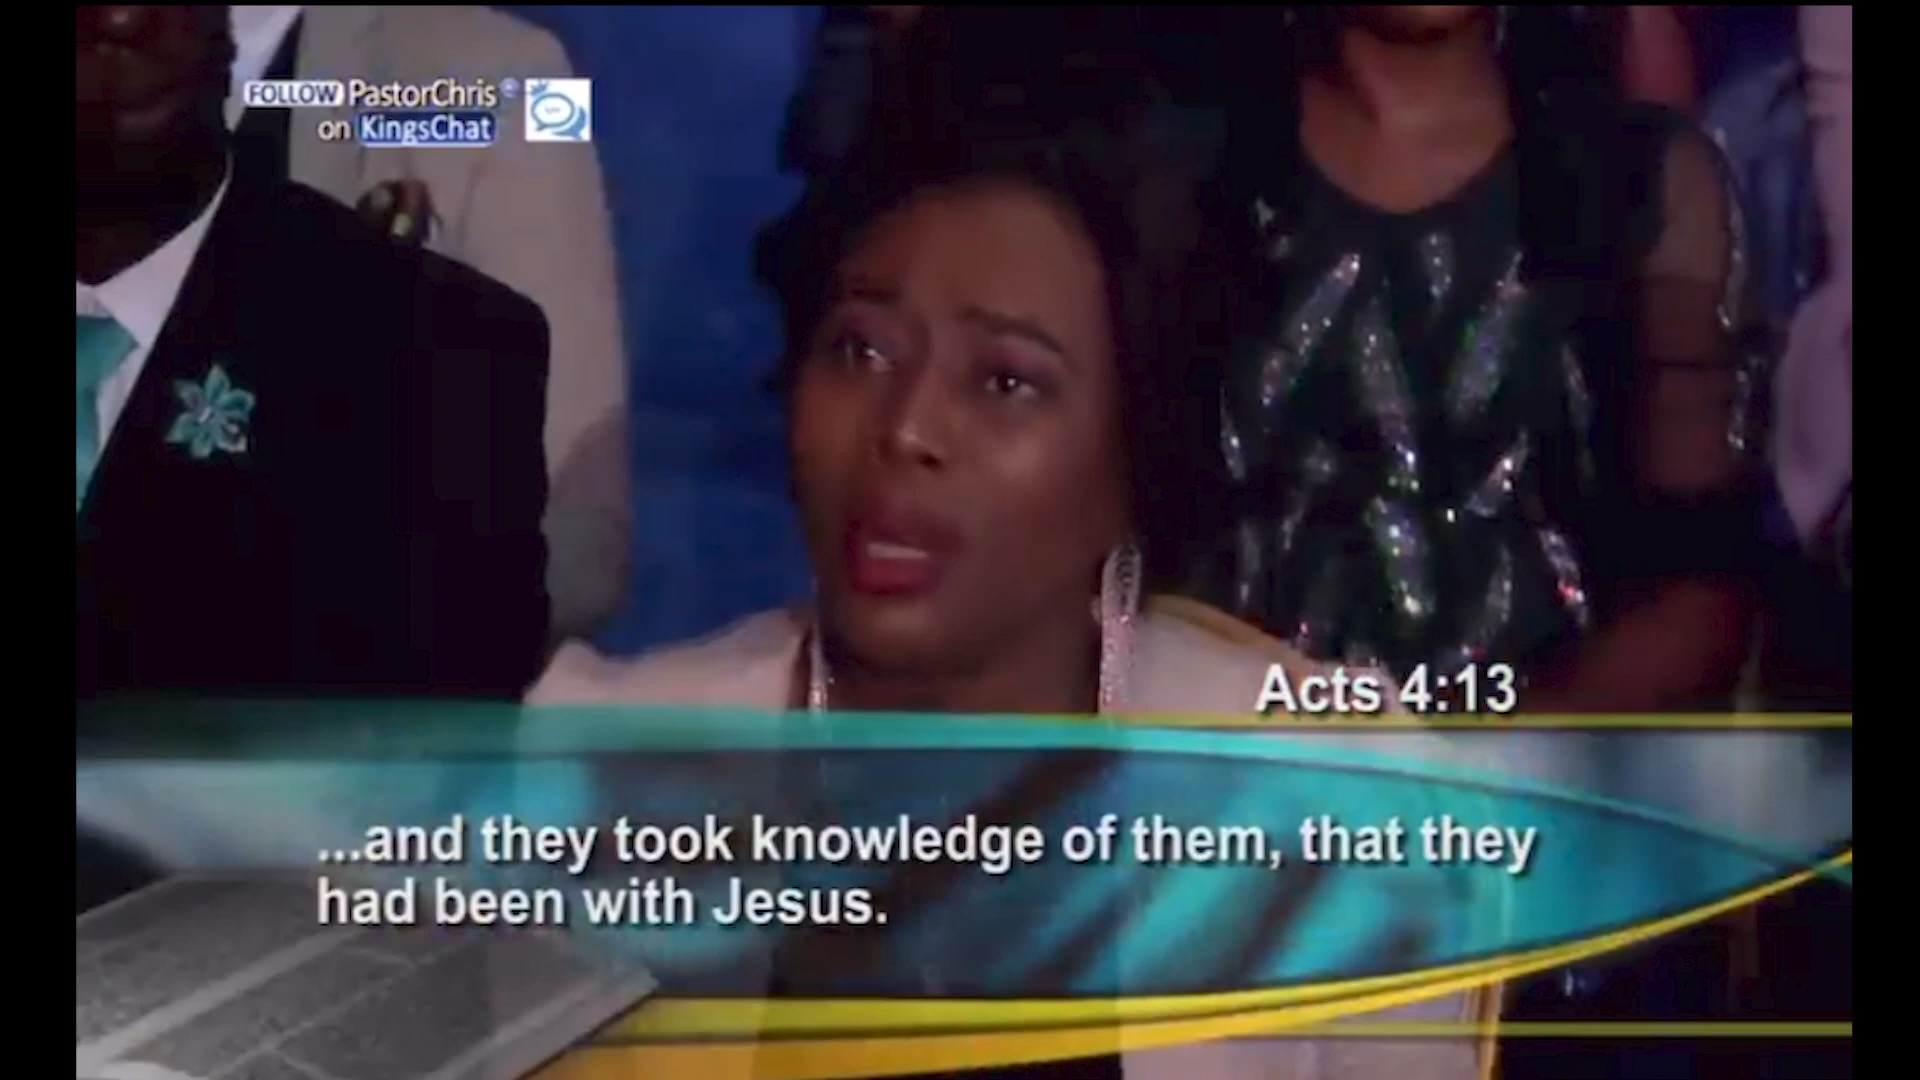 FOLLOW PastorChris
on KingsChat
Acts 4:13
...and they took knowledge of them, that they
had been with Jesus.